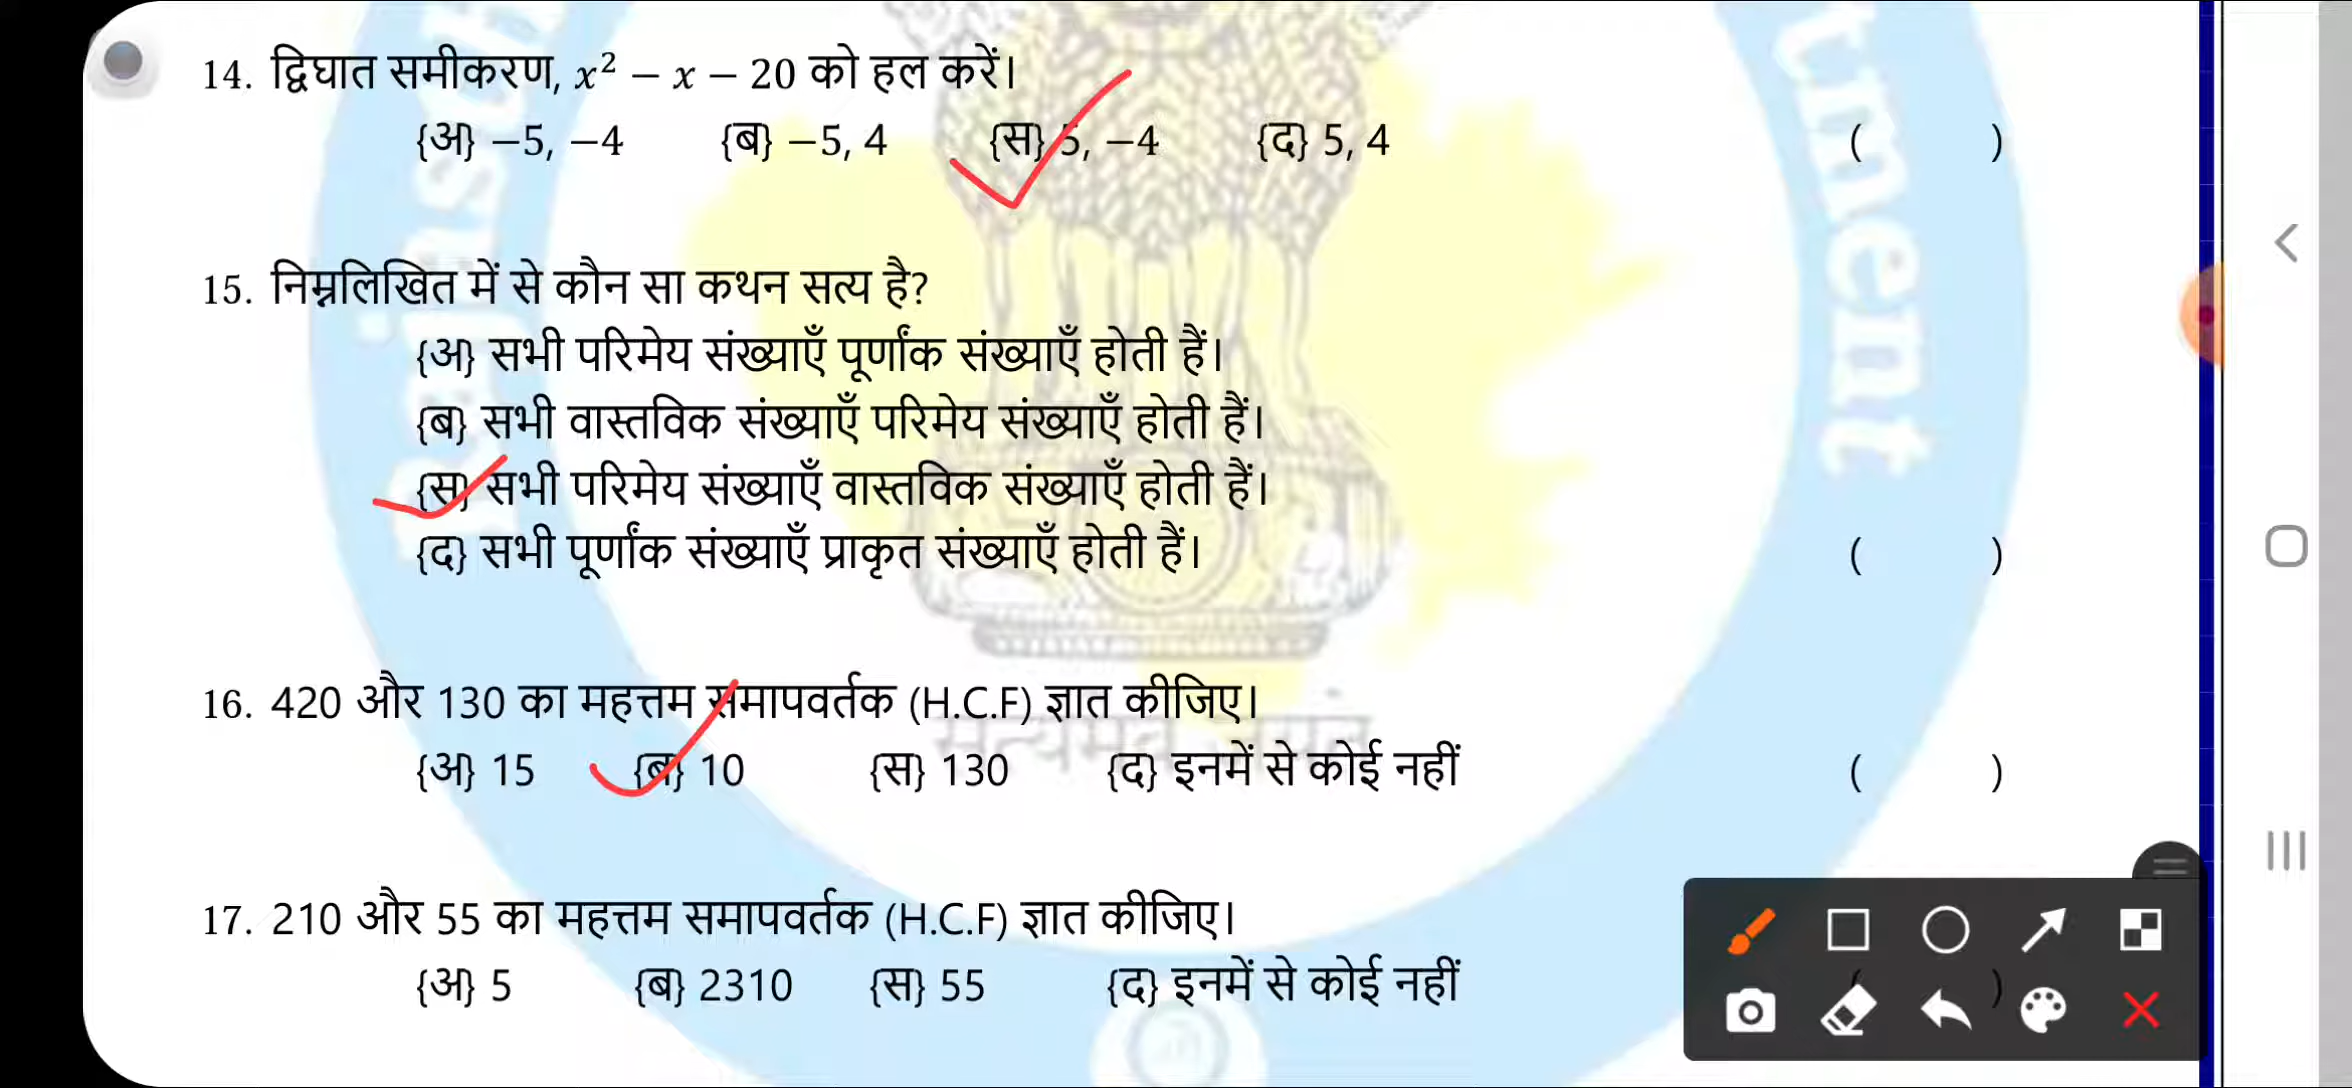 14. द्विघात समीकरण, x² – x – 20 को हल करें।
{अ} –5, –4 {ब} –5, 4 {स} 5, –4 {द} 5, 4 ( )
15. निम्नलिखित में से कौन सा कथन सत्य है?
{अ} सभी परिमेय संख्याएँ पूर्णांक संख्याएँ होती हैं।
{ब} सभी वास्तविक संख्याएँ परिमेय संख्याएँ होती हैं।
{स} सभी परिमेय संख्याएँ वास्तविक संख्याएँ होती हैं।
{द} सभी पूर्णांक संख्याएँ प्राकृत संख्याएँ होती हैं। ( )
16. 420 और 130 का महत्तम समापवर्तक (H.C.F) ज्ञात कीजिए।
{अ} 15 {ब} 10 {स} 130 {द} इनमें से कोई नहीं ( )
17. 210 और 55 का महत्तम समापवर्तक (H.C.F) ज्ञात कीजिए।
{अ} 5 {ब} 2310 {स} 55 {द} इनमें से कोई नहीं ( )
tment